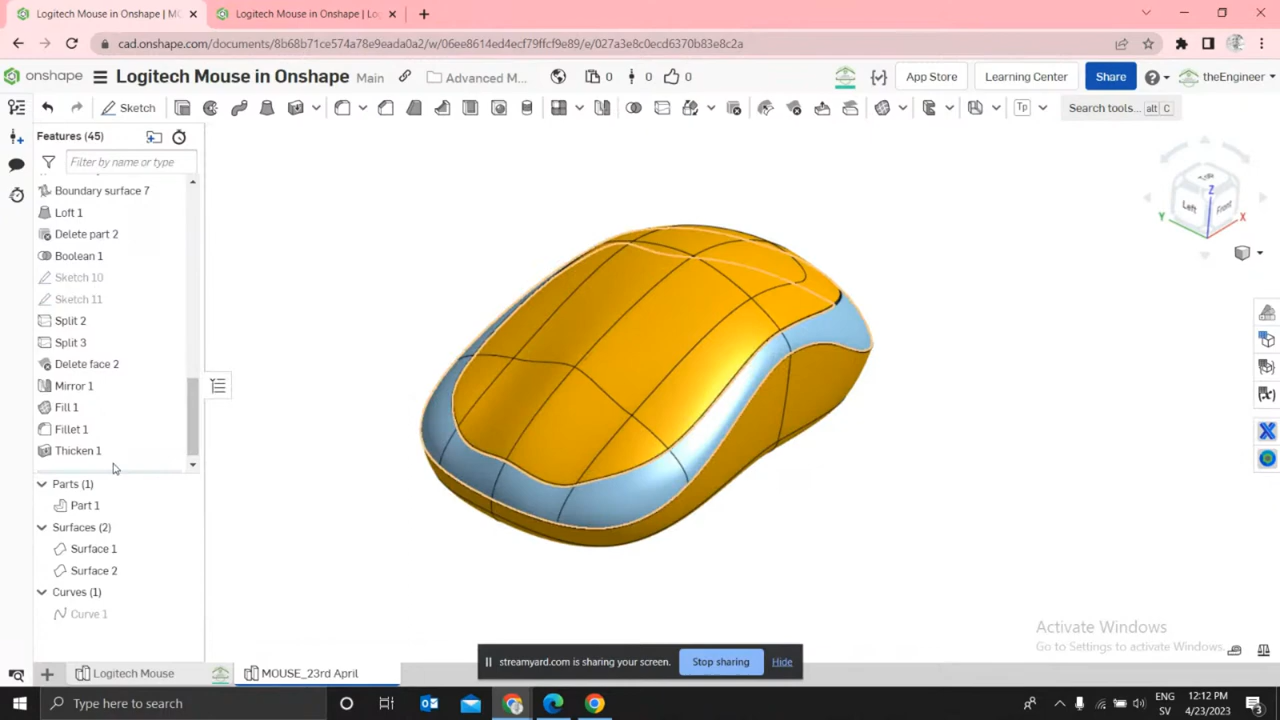 Logitech Mouse in Onshape | MO
Logitech Mouse in Onshape | Lo
cad.onshape.com/documents/8b68b71ce574a78e9eada0a2/w/06ee8614ed4ecf79ffcf9e89/e/027a3e8c0ecd6370b83e8c2a
onshape
Logitech Mouse in Onshape Main
Advanced M...
0 0 0
App Store
Learning Center
Share
theEngineer
Sketch
Tp
Search tools... alt C
Features (45)
Filter by name or type
Boundary surface 7
Loft 1
Delete part 2
Boolean 1
Sketch 10
Sketch 11
Split 2
Split 3
Delete face 2
Mirror 1
Fill 1
Fillet 1
Thicken 1
Parts (1)
Part 1
Surfaces (2)
Surface 1
Surface 2
Curves (1)
Curve 1
Z
Left
Front
Y
X
Activate Windows
Go to Settings to activate Windows.
streamyard.com is sharing your screen.
Stop sharing
Hide
Logitech Mouse
MOUSE_23rd April
Type here to search
ENG
SV
12:12 PM
4/23/2023
3